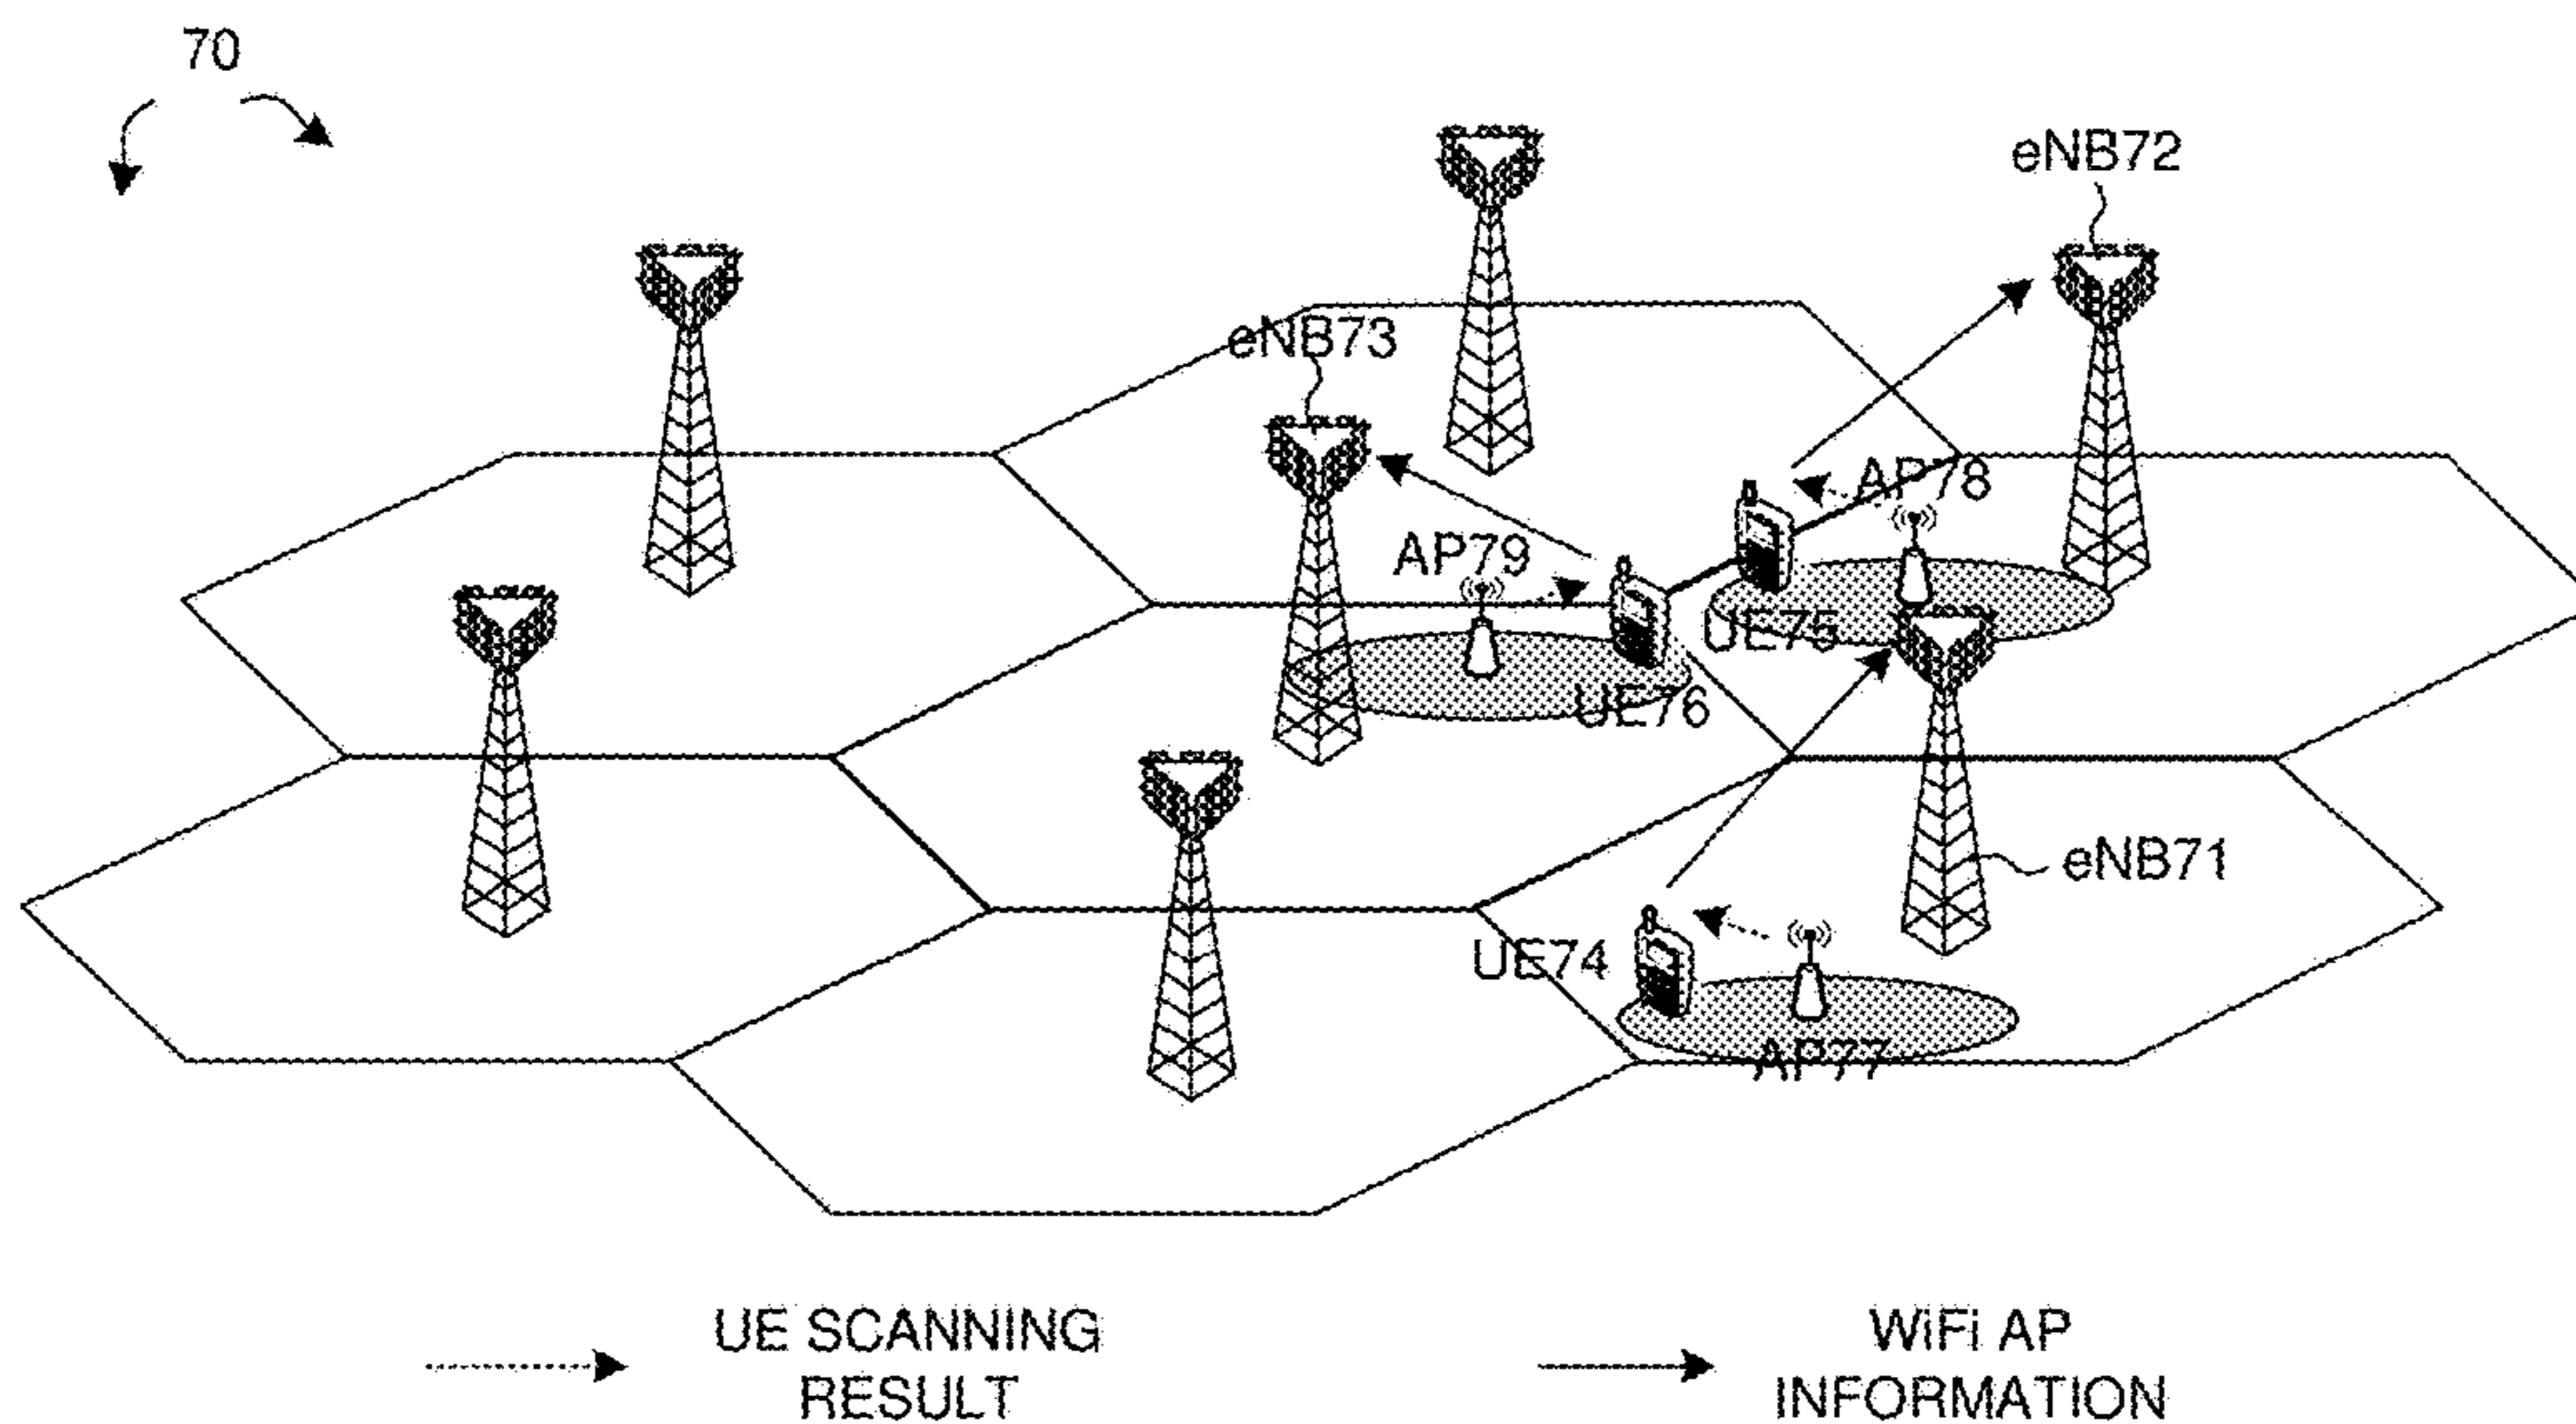 70
eNB72
eNB73
AP78
AP79
UE75
UE76
eNB71
UE74
AP77
UE SCANNING
RESULT
WiFi AP
INFORMATION